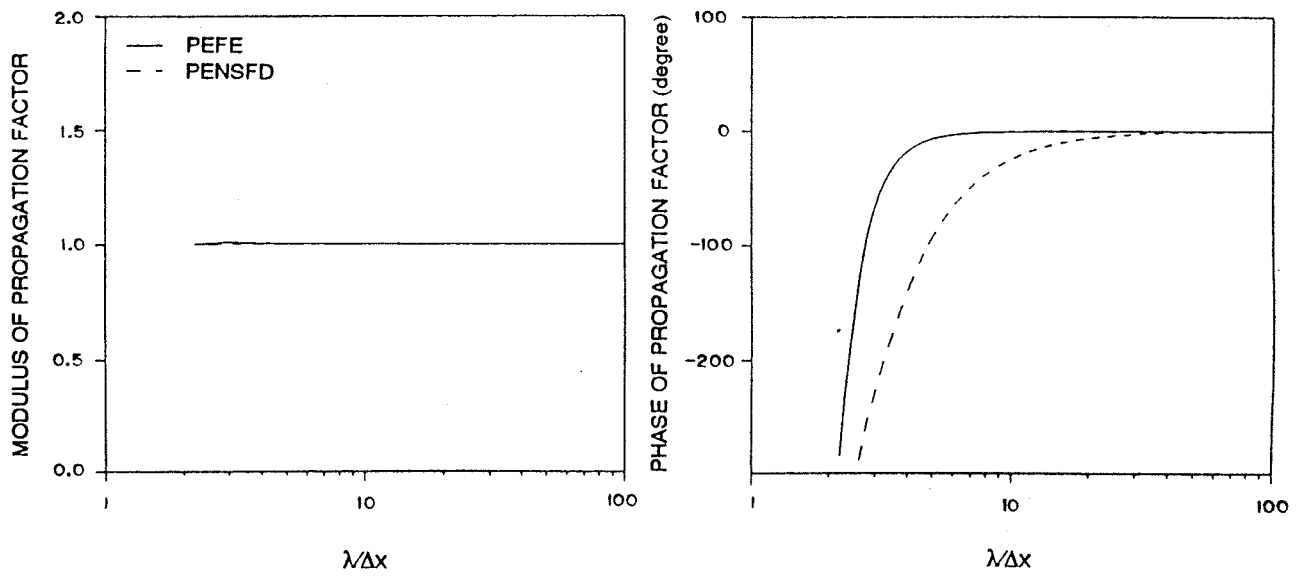 MODULUS OF PROPAGATION FACTOR
2.0
1.5
1.0
0.5
0.0
PEFE
PENSFD
1
10
100
λ/Δx
PHASE OF PROPAGATION FACTOR (degree)
100
0
-100
-200
1
10
100
λ/Δx